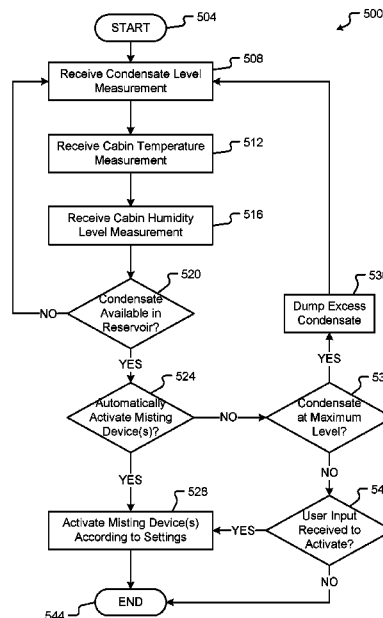 500
START
504
Receive Condensate Level
Measurement
508
Receive Cabin Temperature
Measurement
512
Receive Cabin Humidity
Level Measurement
516
Condensate
Available in
Reservoir?
520
NO
YES
Dump Excess
Condensate
YES
Automatically
Activate Misting
Device(s)?
524
NO
Condensate
at Maximum
Level?
YES
NO
Activate Misting Device(s)
According to Settings
528
YES
User Input
Received to
Activate?
NO
END
544